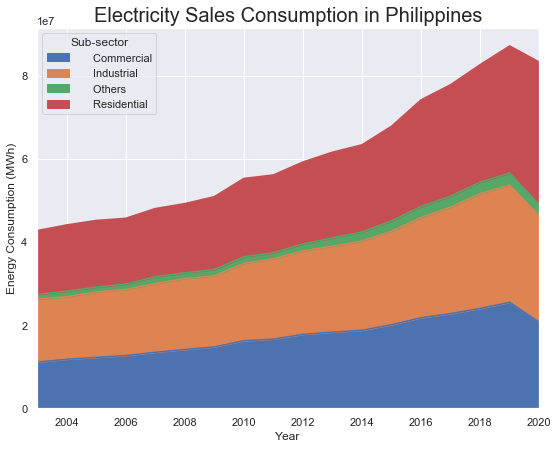 Electricity Sales Consumption in Philippines
1e7
Sub-sector
Commercial
Industrial
Others
Residential
8
6
4
2
0
Energy Consumption (MWh)
2004 2006 2008 2010 2012 2014 2016 2018 2020
Year